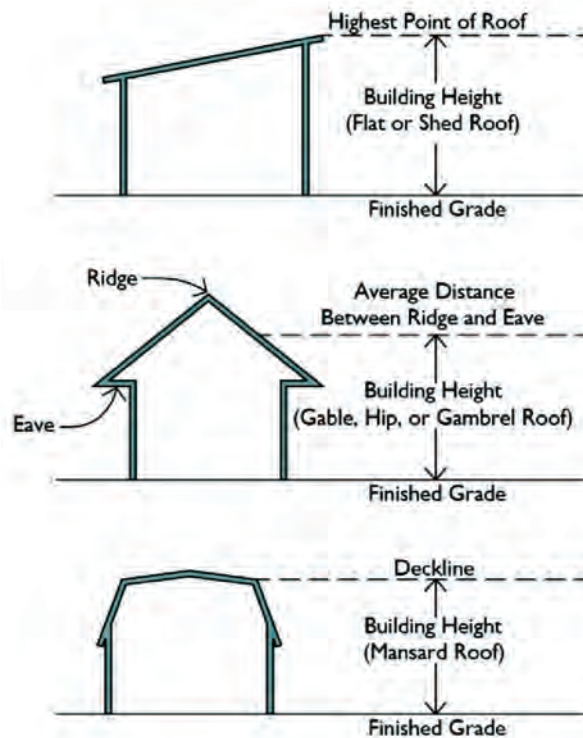 Highest Point of Roof
Building Height
(Flat or Shed Roof)
Finished Grade
Ridge
Average Distance
Between Ridge and Eave
Building Height
(Gable, Hip, or Gambrel Roof)
Eave
Finished Grade
Deckline
Building Height
(Mansard Roof)
Finished Grade